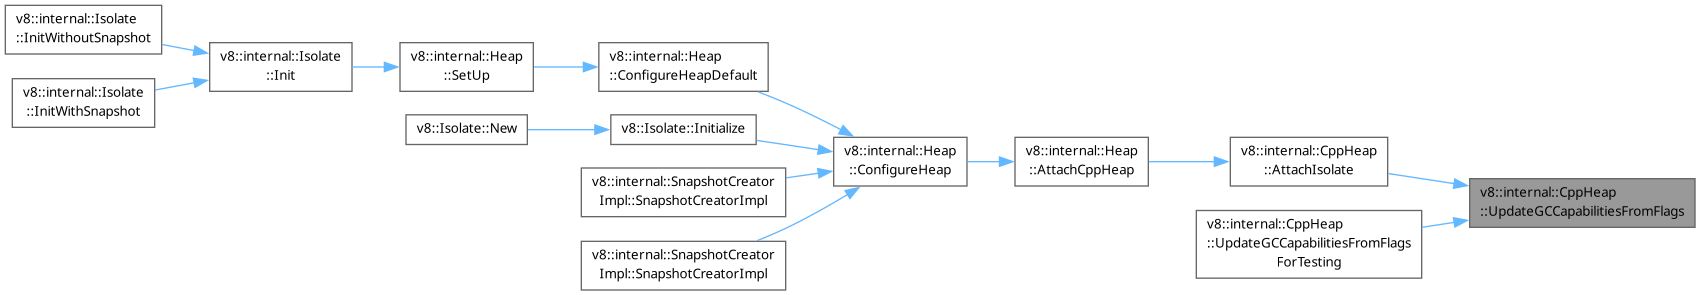 v8::internal::Isolate
::InitWithoutSnapshot
v8::internal::Isolate
::InitWithSnapshot
v8::internal::Isolate
::Init
v8::internal::Heap
::SetUp
v8::Isolate::New
v8::internal::Heap
::ConfigureHeapDefault
v8::Isolate::Initialize
v8::internal::SnapshotCreator
Impl::SnapshotCreatorImpl
v8::internal::SnapshotCreator
Impl::SnapshotCreatorImpl
v8::internal::Heap
::ConfigureHeap
v8::internal::Heap
::AttachCppHeap
v8::internal::CppHeap
::AttachIsolate
v8::internal::CppHeap
::UpdateGCCapabilitiesFromFlags
ForTesting
v8::internal::CppHeap
::UpdateGCCapabilitiesFromFlags